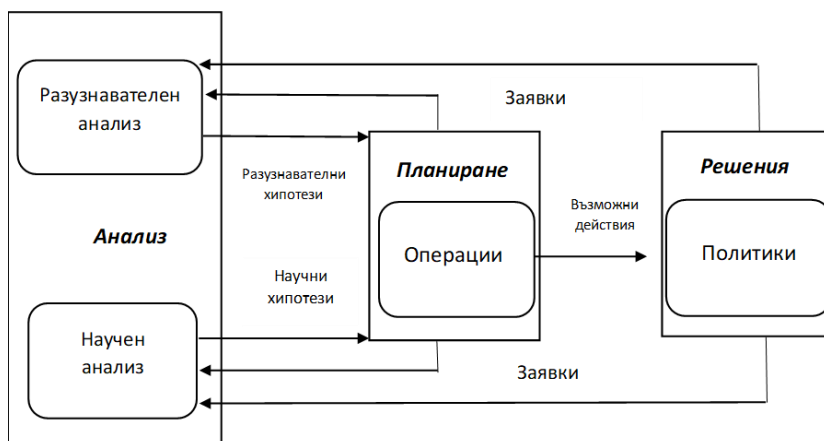 Разузнавателен
анализ
Заявки
Разузнавателни
хипотези
Планиране
Решения
Анализ
Възможни
действия
Операции
Политики
Научни
хипотези
Научен
анализ
Заявки